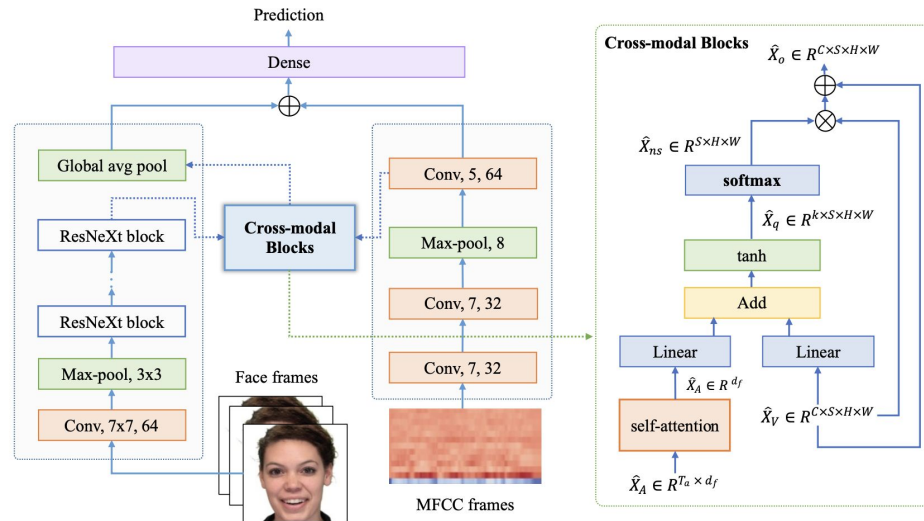 Prediction
Dense
Global avg pool
ResNeXt block
ResNeXt block
Max-pool, 3x3
Conv, 7x7, 64
Face frames
Cross-modal
Blocks
Conv, 5, 64
Max-pool, 8
Conv, 7, 32
Conv, 7, 32
MFCC frames
Cross-modal Blocks
X̂_o ∈ R^{C×S×H×W}
X̂_{ns} ∈ R^{S×H×W}
softmax
X̂_q ∈ R^{k×S×H×W}
tanh
Add
Linear
Linear
X̂_A ∈ R^{d_f}
X̂_V ∈ R^{C×S×H×W}
self-attention
X̂_A ∈ R^{T_a × d_f}